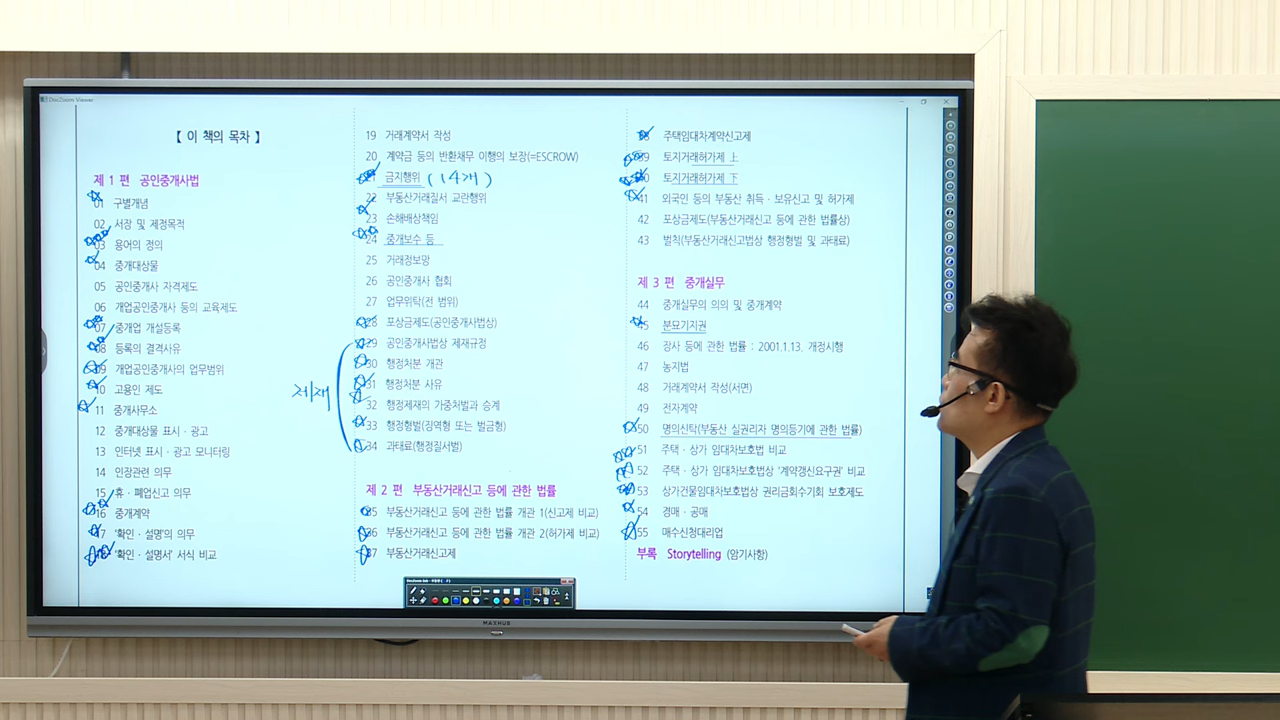 DocZoom Viewer
【 이 책의 목차 】
제 1 편 공인중개사법
01 구별개념
02 서장 및 제정목적
03 용어의 정의
04 중개대상물
05 공인중개사 자격제도
06 개업공인중개사 등의 교육제도
07 중개업 개설등록
08 등록의 결격사유
09 개업공인중개사의 업무범위
10 고용인 제도
11 중개사무소
12 중개대상물 표시 · 광고
13 인터넷 표시 · 광고 모니터링
14 인장관련 의무
15 휴 · 폐업신고 의무
16 중개계약
17 '확인 · 설명'의 의무
'확인 · 설명서' 서식 비교
19 거래계약서 작성
20 계약금 등의 반환채무 이행의 보장(=ESCROW)
21 금지행위 (14개)
22 부동산거래질서 교란행위
23 손해배상책임
24 중개보수 등
25 거래정보망
26 공인중개사 협회
27 업무위탁(전 범위)
28 포상금제도(공인중개사법상)
29 공인중개사법상 제재규정
30 행정처분 개관
31 행정처분 사유
제재
32 행정제재의 가중처벌과 승계
33 행정형벌(징역형 또는 벌금형)
34 과태료(행정질서벌)
제 2 편 부동산거래신고 등에 관한 법률
35 부동산거래신고 등에 관한 법률 개관 1(신고제 비교)
36 부동산거래신고 등에 관한 법률 개관 2(허가제 비교)
37 부동산거래신고제
38 주택임대차계약신고제
39 토지거래허가제 上
40 토지거래허가제 下
41 외국인 등의 부동산 취득 · 보유신고 및 허가제
42 포상금제도(부동산거래신고 등에 관한 법률상)
43 벌칙(부동산거래신고법상 행정형벌 및 과태료)
제 3 편 중개실무
44 중개실무의 의의 및 중개계약
45 분묘기지권
46 장사 등에 관한 법률 : 2001.1.13. 개정시행
47 농지법
48 거래계약서 작성(서면)
49 전자계약
50 명의신탁(부동산 실권리자 명의등기에 관한 법률)
51 주택 · 상가 임대차보호법 비교
52 주택 · 상가 임대차보호법상 '계약갱신요구권' 비교
53 상가건물임대차보호법상 권리금회수기회 보호제도
54 경매 · 공매
55 매수신청대리업
부록 Storytelling (암기사항)
MAXHUB